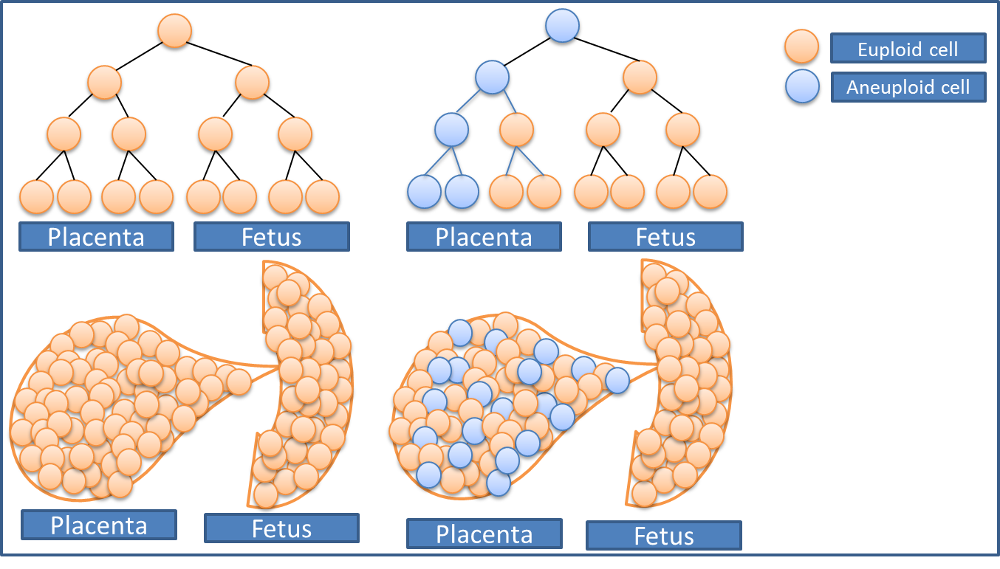 Euploid cell
Aneuploid cell
Placenta
Fetus
Placenta
Fetus
Placenta
Fetus
Placenta
Fetus